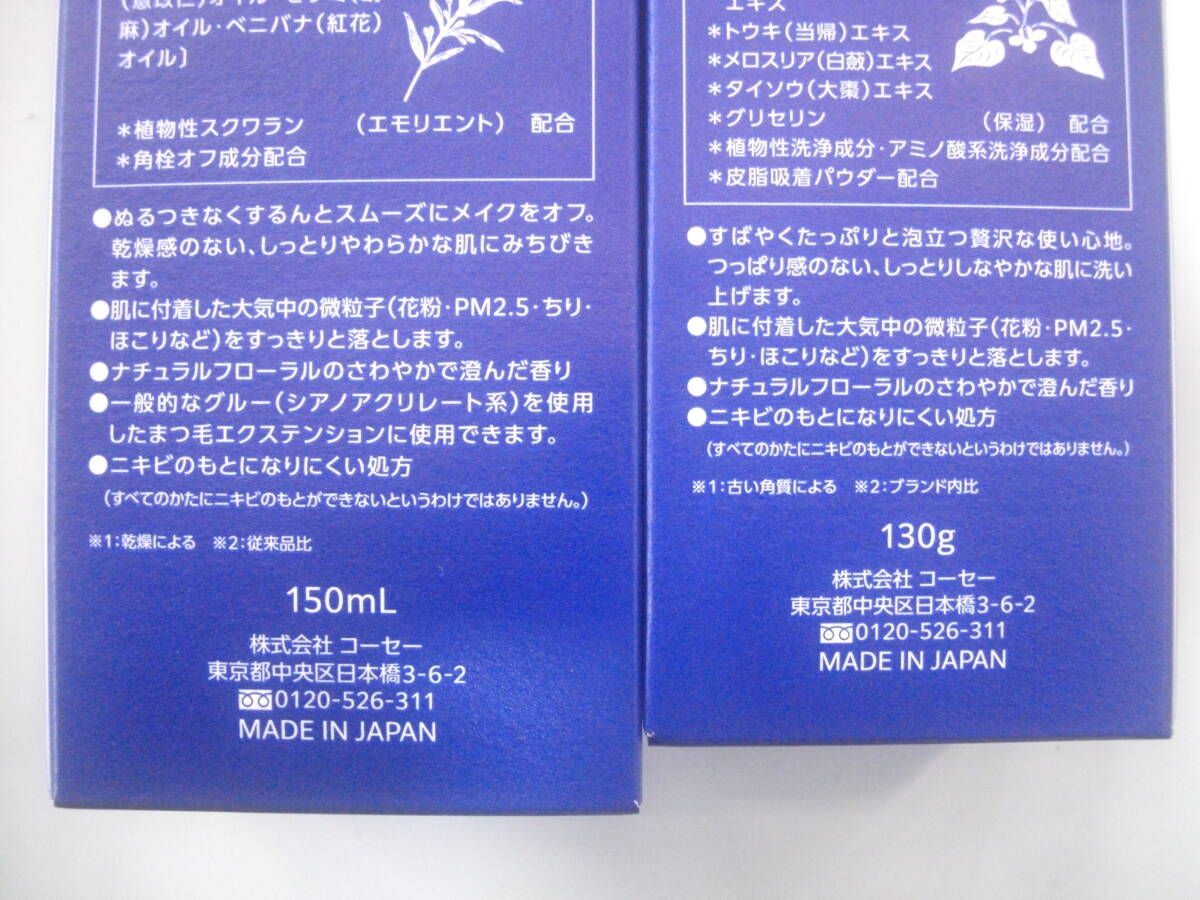 麻)オイル・ベニバナ(紅花)
オイル〕
＊植物性スクワラン (エモリエント) 配合
＊角栓オフ成分配合
●ぬるつきなくするんとスムーズにメイクをオフ。
乾燥感のない、しっとりやわらかな肌にみちびき
ます。
●肌に付着した大気中の微粒子(花粉・PM2.5・ちり・
ほこりなど)をすっきりと落とします。
●ナチュラルフローラルのさわやかで澄んだ香り
●一般的なグルー(シアノアクリレート系)を使用
したまつ毛エクステンションに使用できます。
●ニキビのもとになりにくい処方
(すべてのかたにニキビのもとができないというわけではありません。)
※1:乾燥による ※2:従来品比
150mL
株式会社 コーセー
東京都中央区日本橋3-6-2
0120-526-311
MADE IN JAPAN
エキス
＊トウキ(当帰)エキス
＊メロスリア(白蘞)エキス
＊タイソウ(大棗)エキス
＊グリセリン (保湿) 配合
＊植物性洗浄成分・アミノ酸系洗浄成分配合
＊皮脂吸着パウダー配合
●すばやくたっぷりと泡立つ贅沢な使い心地。
つっぱり感のない、しっとりしなやかな肌に洗い
上げます。
●肌に付着した大気中の微粒子(花粉・PM2.5・
ちり・ほこりなど)をすっきりと落とします。
●ナチュラルフローラルのさわやかで澄んだ香り
●ニキビのもとになりにくい処方
(すべてのかたにニキビのもとができないというわけではありません。)
※1:古い角質による ※2:ブランド内比
130g
株式会社 コーセー
東京都中央区日本橋3-6-2
0120-526-311
MADE IN JAPAN